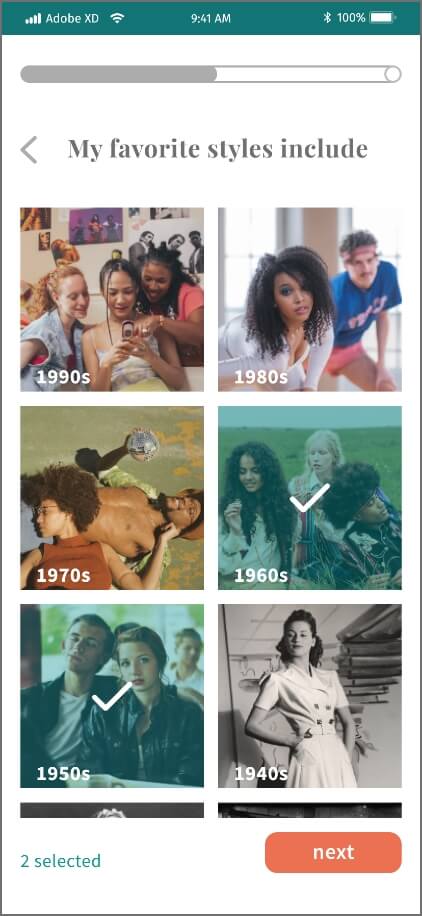 Adobe XD 9:41 AM 100%
My favorite styles include
1990s 1980s
1970s 1960s
1950s 1940s
2 selected next